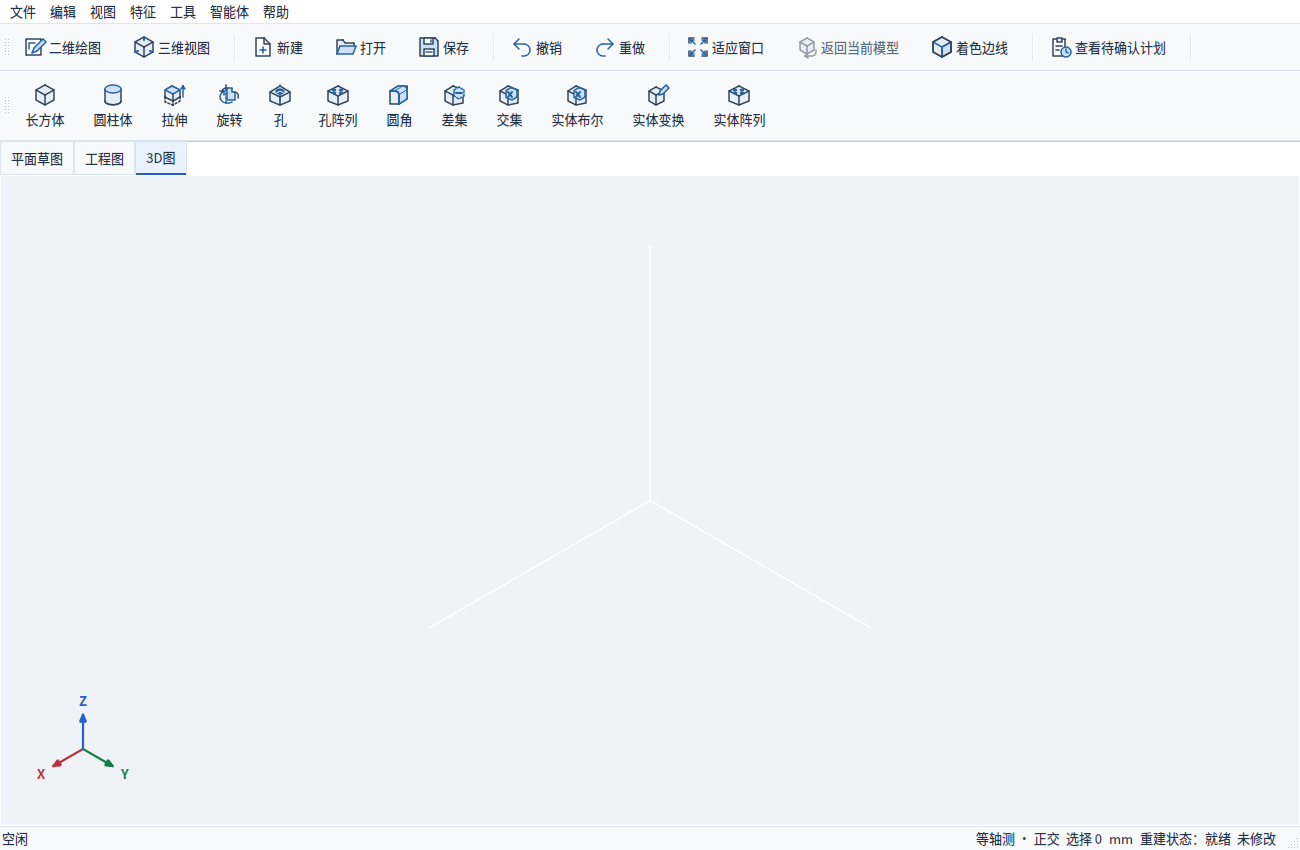 文件 编辑 视图 特征 工具 智能体 帮助
二维绘图 三维视图 新建 打开 保存 撤销 重做 适应窗口 返回当前模型 着色边线 查看待确认计划
长方体 圆柱体 拉伸 旋转 孔 孔阵列 圆角 差集 交集 实体布尔 实体变换 实体阵列
平面草图 工程图 3D图
Z
X Y
空闲 等轴测 · 正交 选择 0 mm 重建状态：就绪 未修改